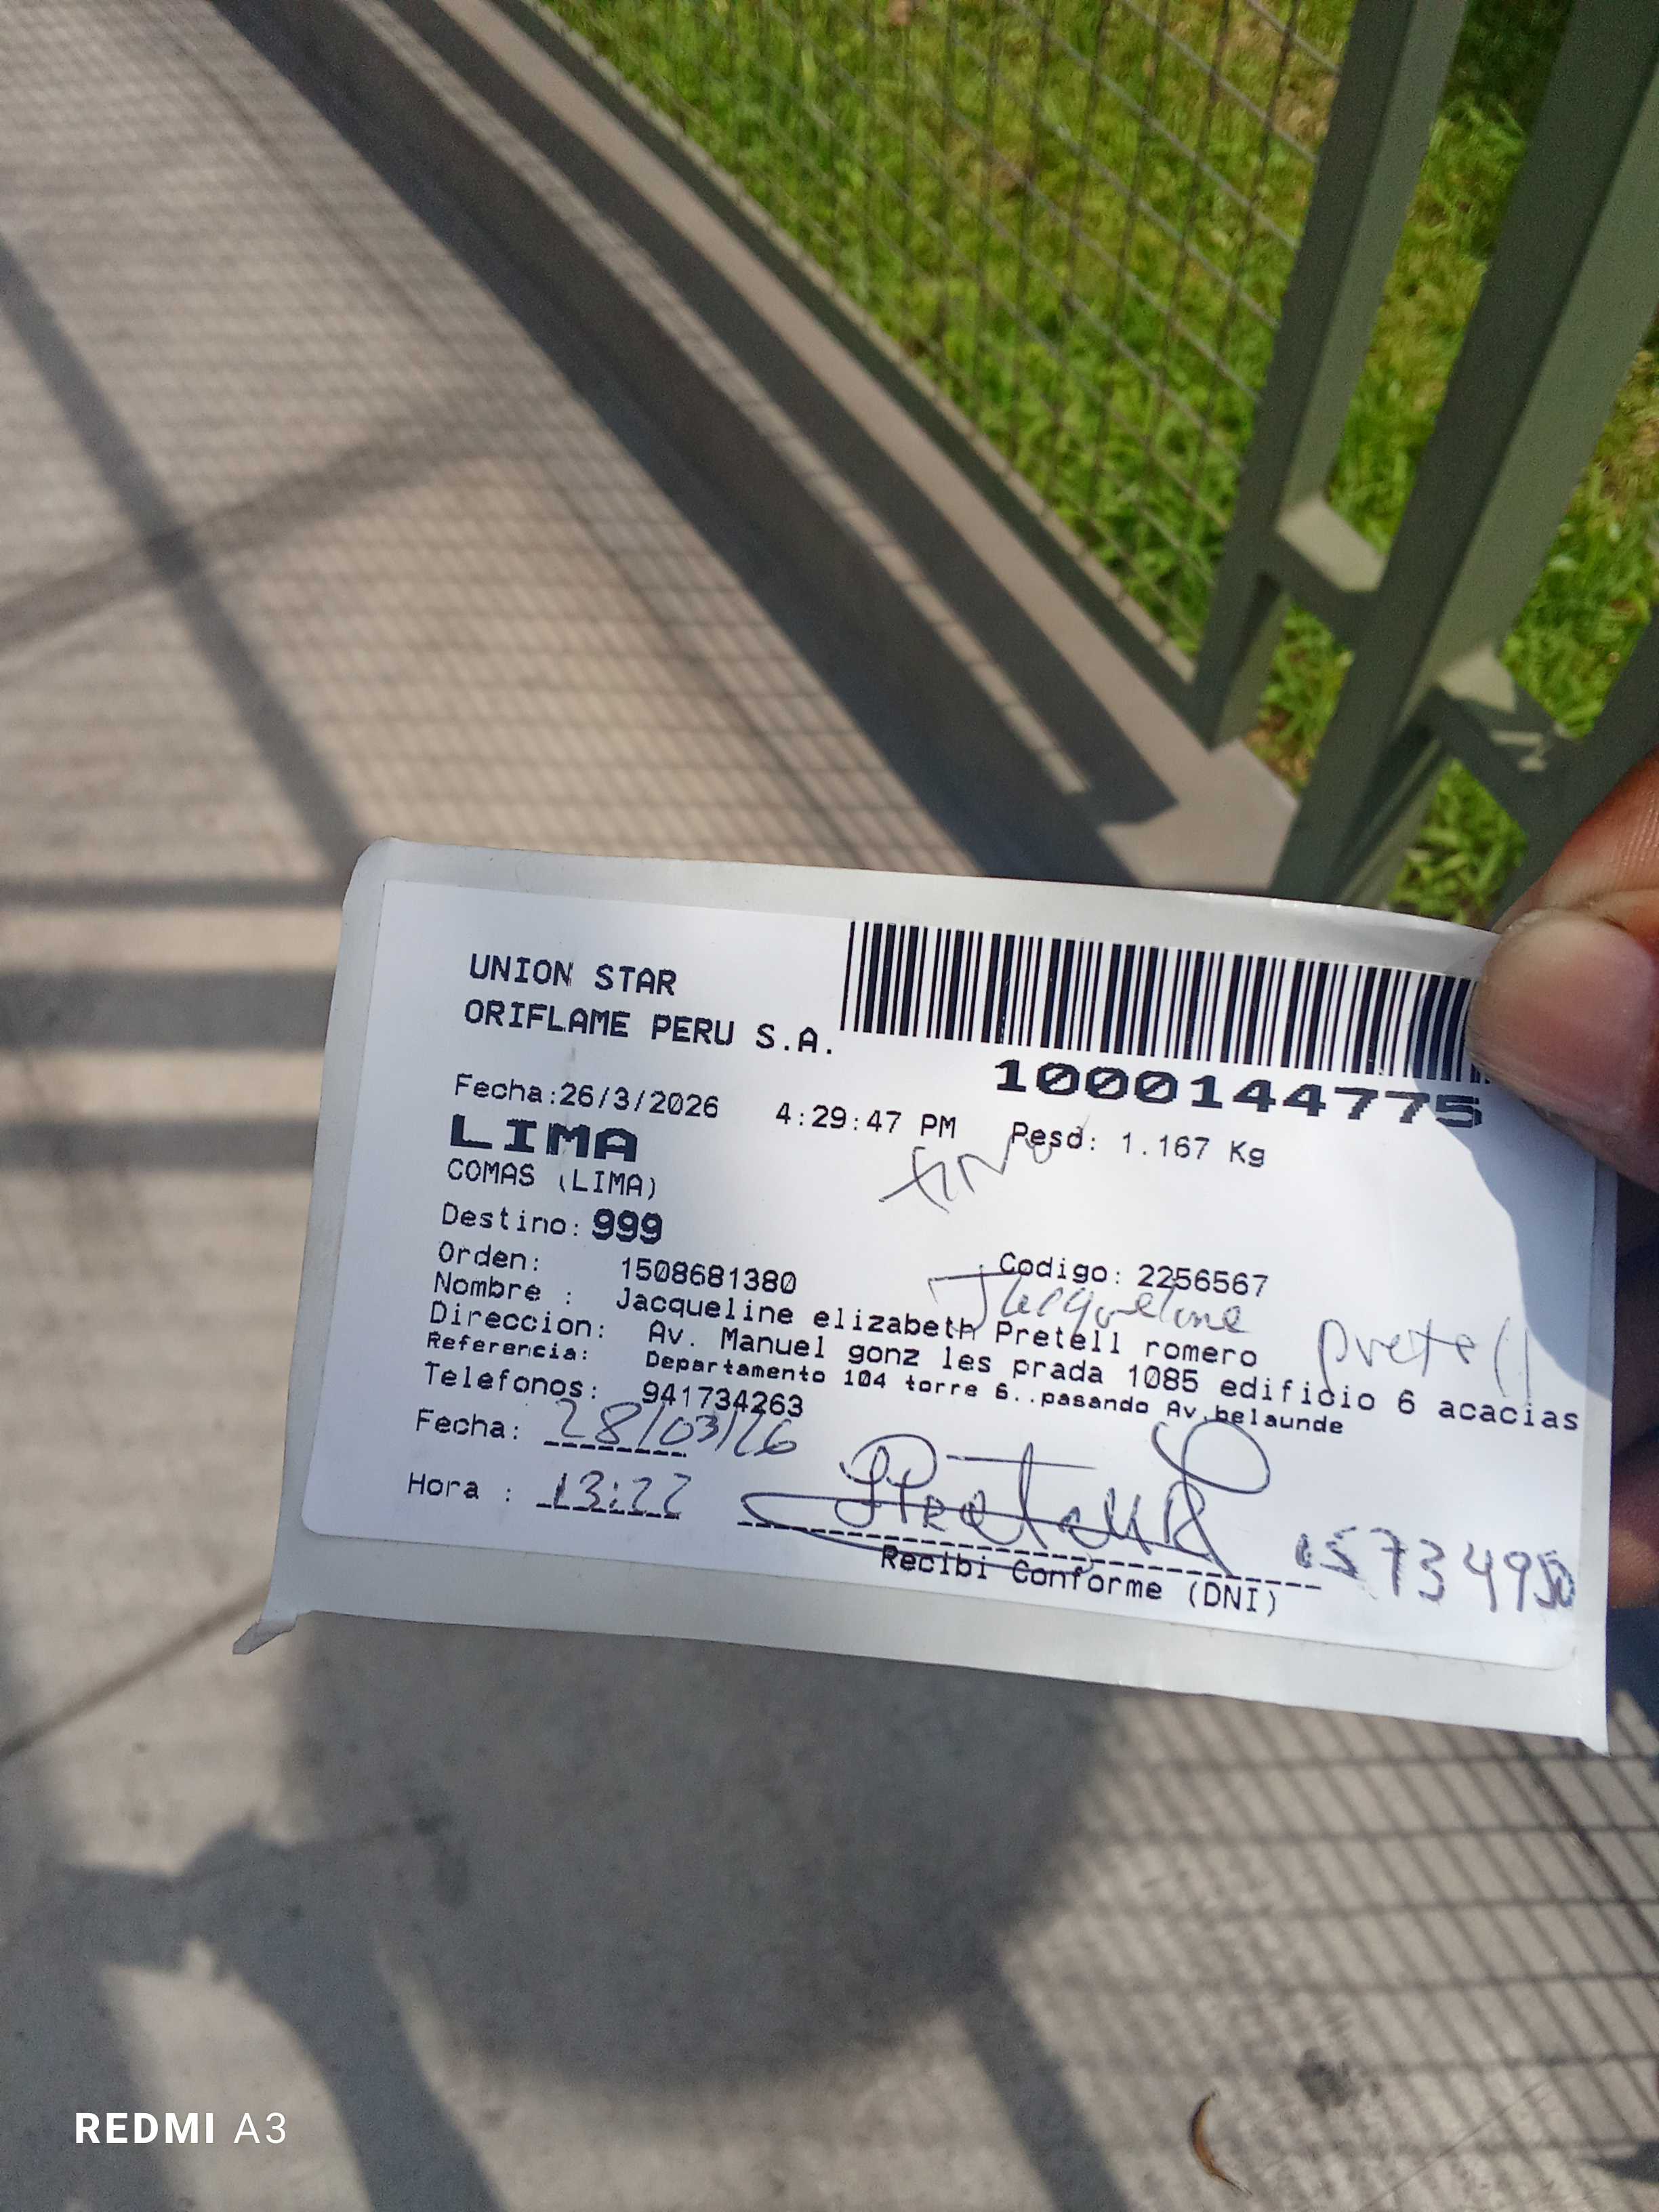 UNION STAR
ORIFLAME PERU S.A.
1000144775
Fecha:26/3/2026 4:29:47 PM Peso: 1.167 Kg
LIMA
COMAS (LIMA)
Destino: 999
Orden: 1508681380 Codigo: 2256567
Jacqueline Pretell
Nombre : Jacqueline elizabeth Pretell romero
Direccion: Av. Manuel gonz les prada 1085 edificio 6 acacias
Referencia: Departamento 104 torre 6..pasando Av.belaunde
Telefonos: 941734263
Fecha: 28/03/26
Hora : 13:22
Recibi Conforme (DNI)
REDMI A3